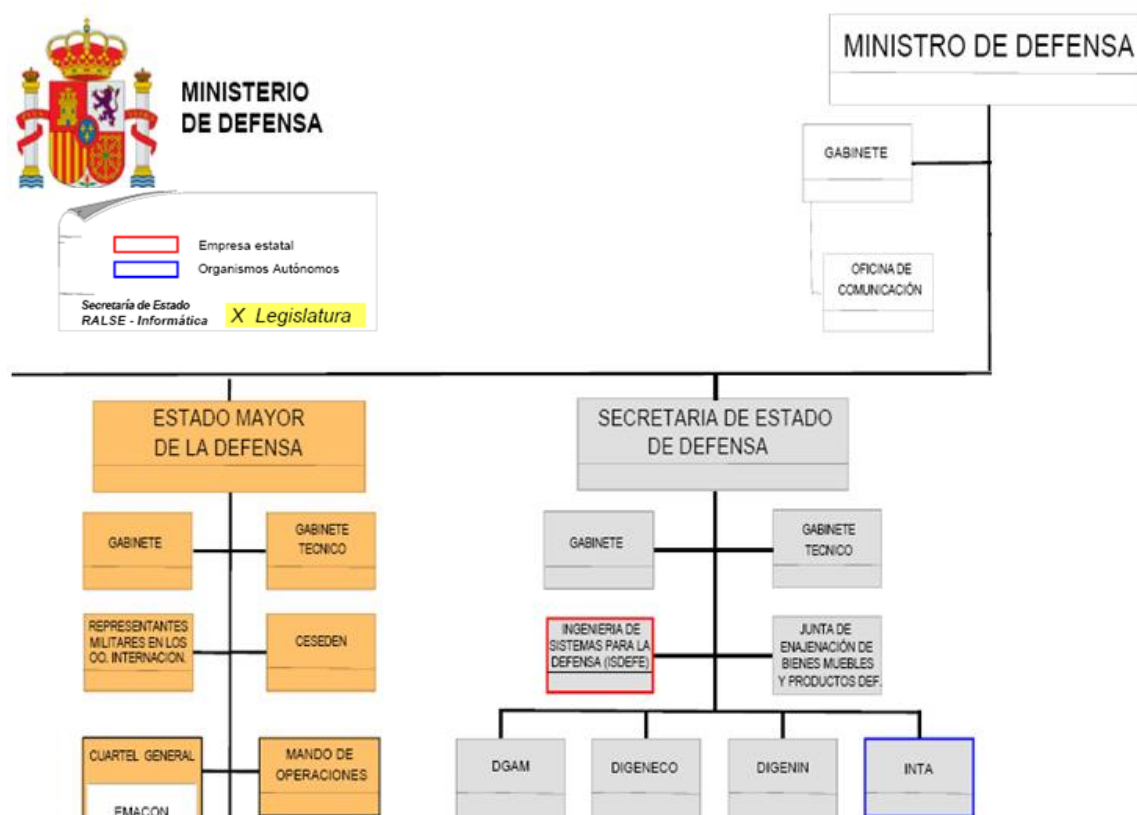 MINISTERIO
DE DEFENSA
MINISTRO DE DEFENSA
GABINETE
OFICINA DE
COMUNICACIÓN
Empresa estatal
Organismos Autónomos
Secretaría de Estado
RALSE - Informática
X Legislatura
ESTADO MAYOR
DE LA DEFENSA
GABINETE
GABINETE
TECNICO
REPRESENTANTES
MILITARES EN LOS
OO. INTERNACION.
CESEDEN
CUARTEL GENERAL
EMACON
MANDO DE
OPERACIONES
SECRETARIA DE ESTADO
DE DEFENSA
GABINETE
GABINETE
TECNICO
INGENIERIA DE
SISTEMAS PARA LA
DEFENSA (ISDEFE)
JUNTA DE
ENAJENACIÓN DE
BIENES MUEBLES
Y PRODUCTOS DEF.
DGAM
DIGENECO
DIGENIN
INTA